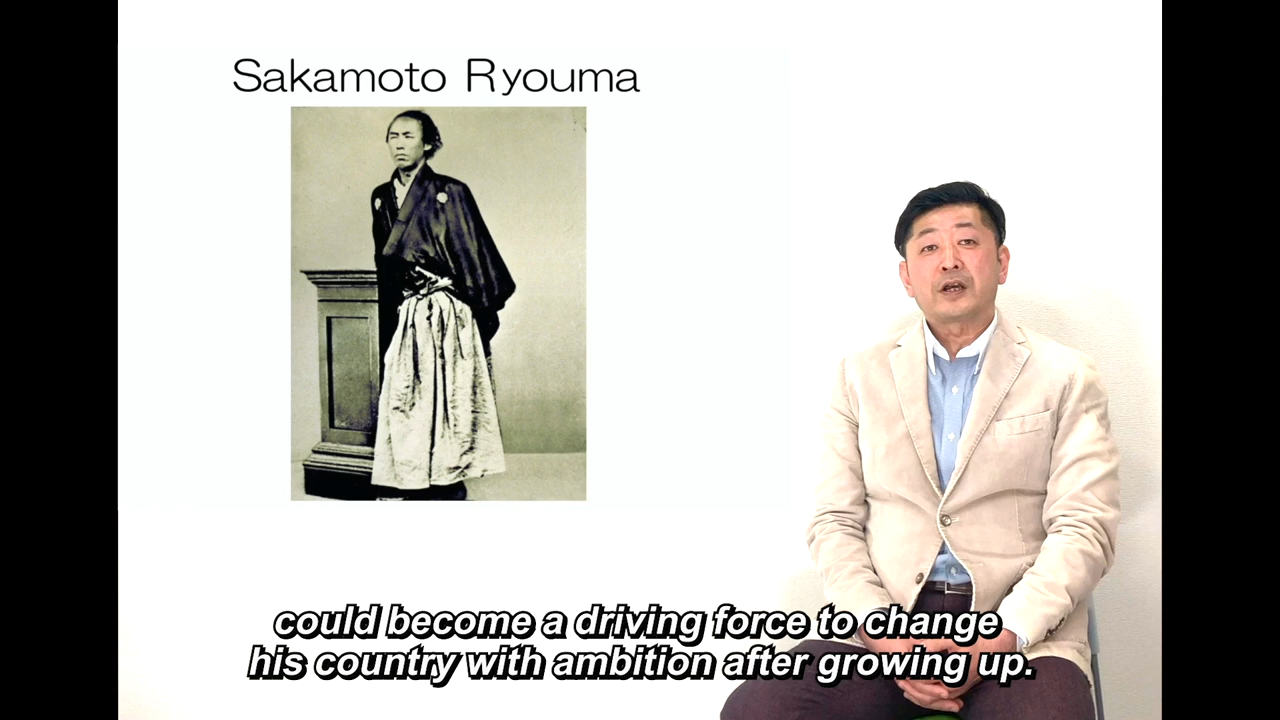 Sakamoto Ryouma
could become a driving force to change
his country with ambition after growing up.